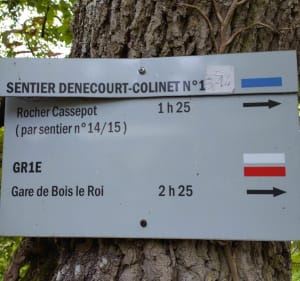 SENTIER DENECOURT-COLINET N°1
Rocher Cassepot 1 h 25
( par sentier n°14/15 )
GR1E
Gare de Bois le Roi 2 h 25